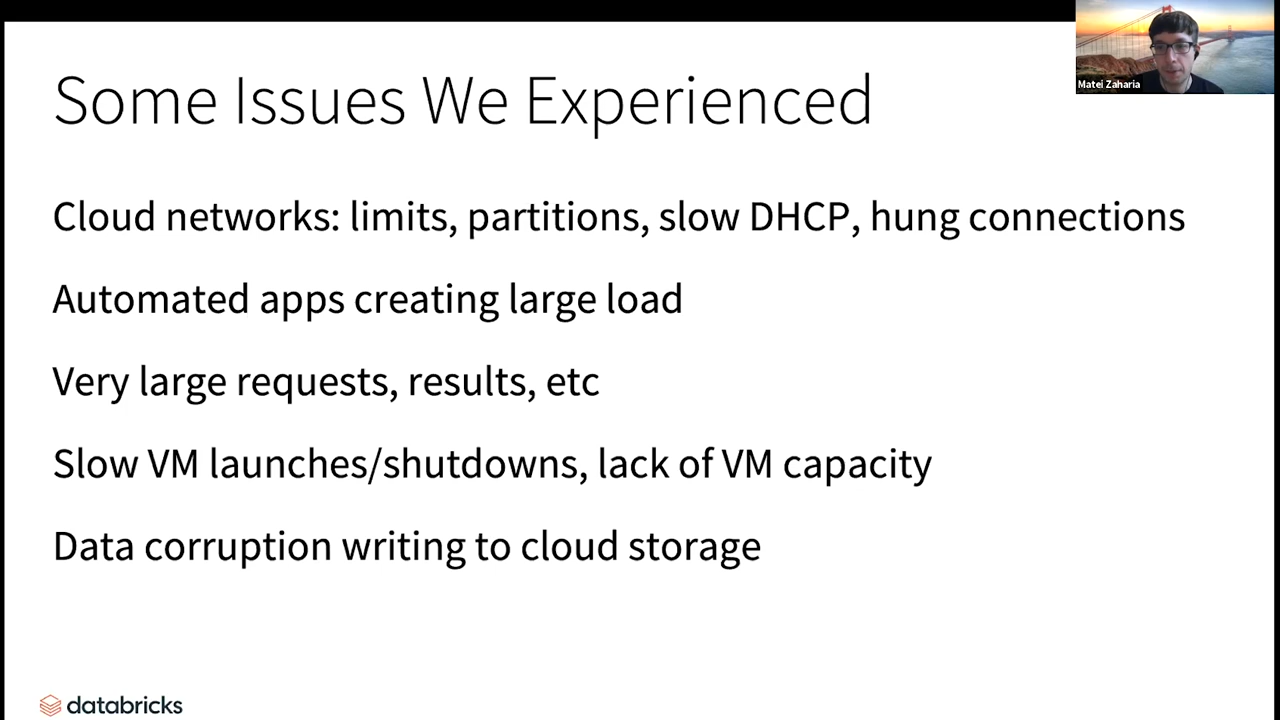 Some Issues We Experienced
Matei Zaharia
Cloud networks: limits, partitions, slow DHCP, hung connections
Automated apps creating large load
Very large requests, results, etc
Slow VM launches/shutdowns, lack of VM capacity
Data corruption writing to cloud storage
databricks